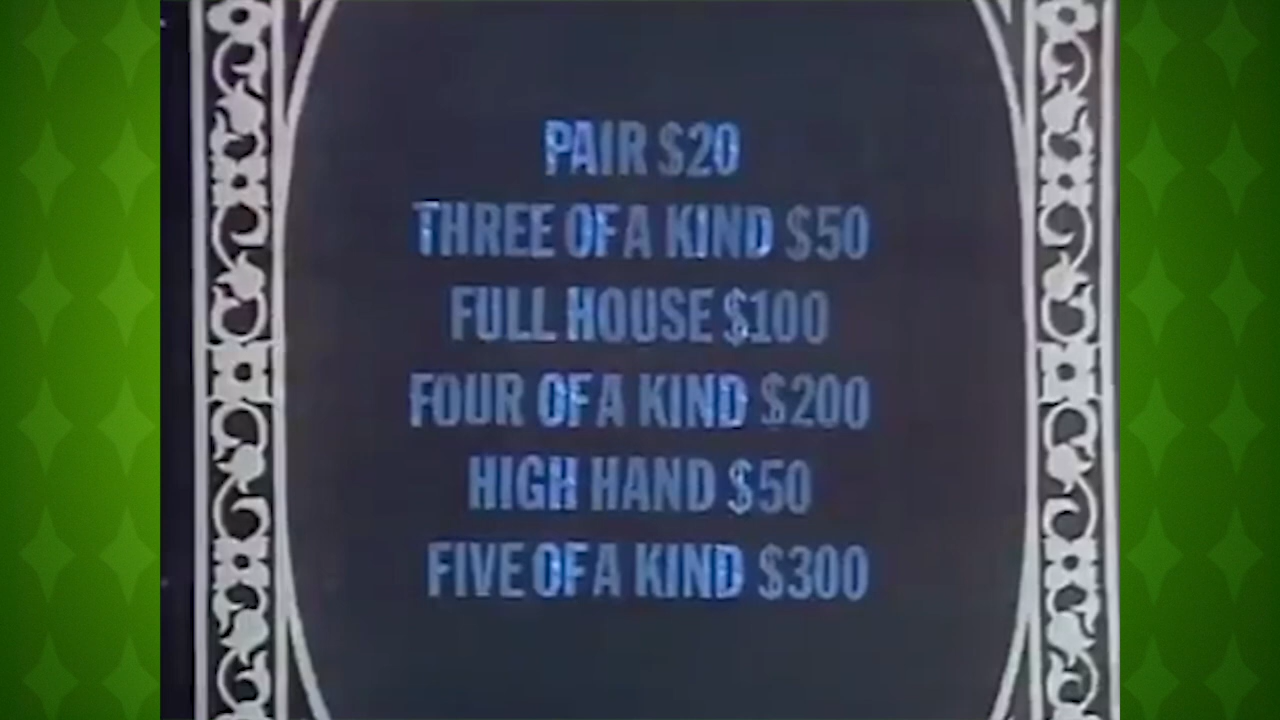 PAIR $20
THREE OF A KIND $50
FULL HOUSE $100
FOUR OF A KIND $200
HIGH HAND $50
FIVE OF A KIND $300